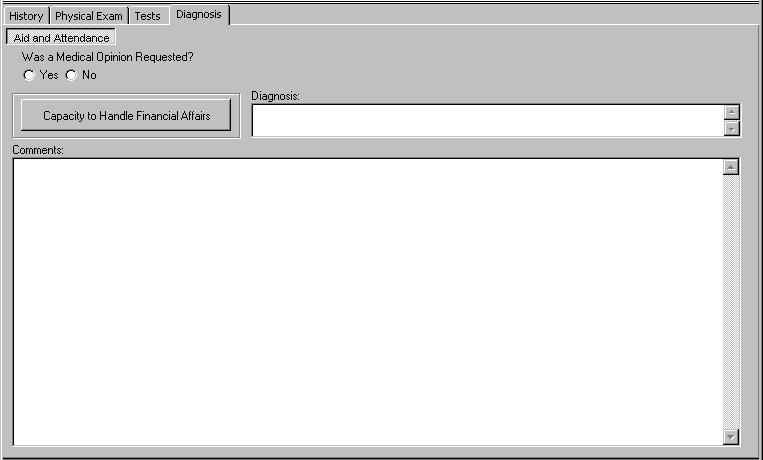 History Physical Exam Tests Diagnosis
Aid and Attendance
Was a Medical Opinion Requested?
Yes No
Diagnosis:
Capacity to Handle Financial Affairs
Comments: